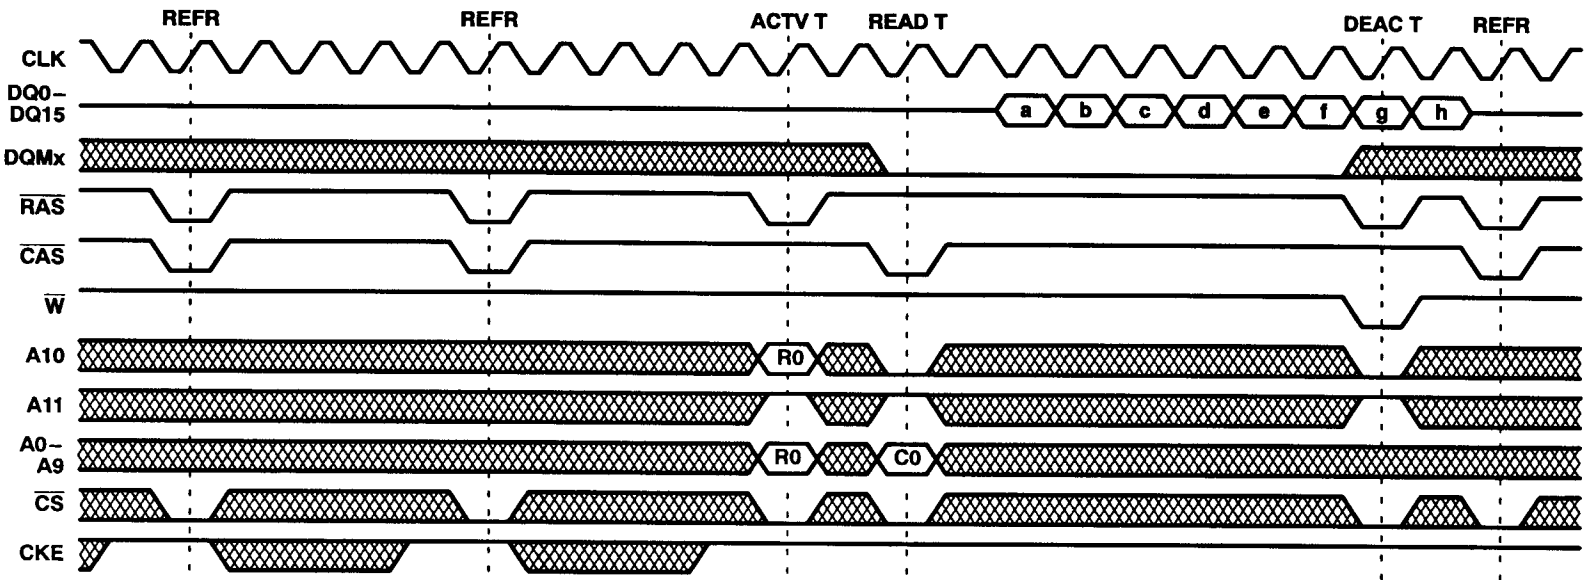 REFR REFR ACTV T READ T DEAC T REFR
CLK
DQ0–
DQ15 a b c d e f g h
DQMx
RAS
CAS
W
A10 R0
A11
A0–
A9 R0 C0
CS
CKE